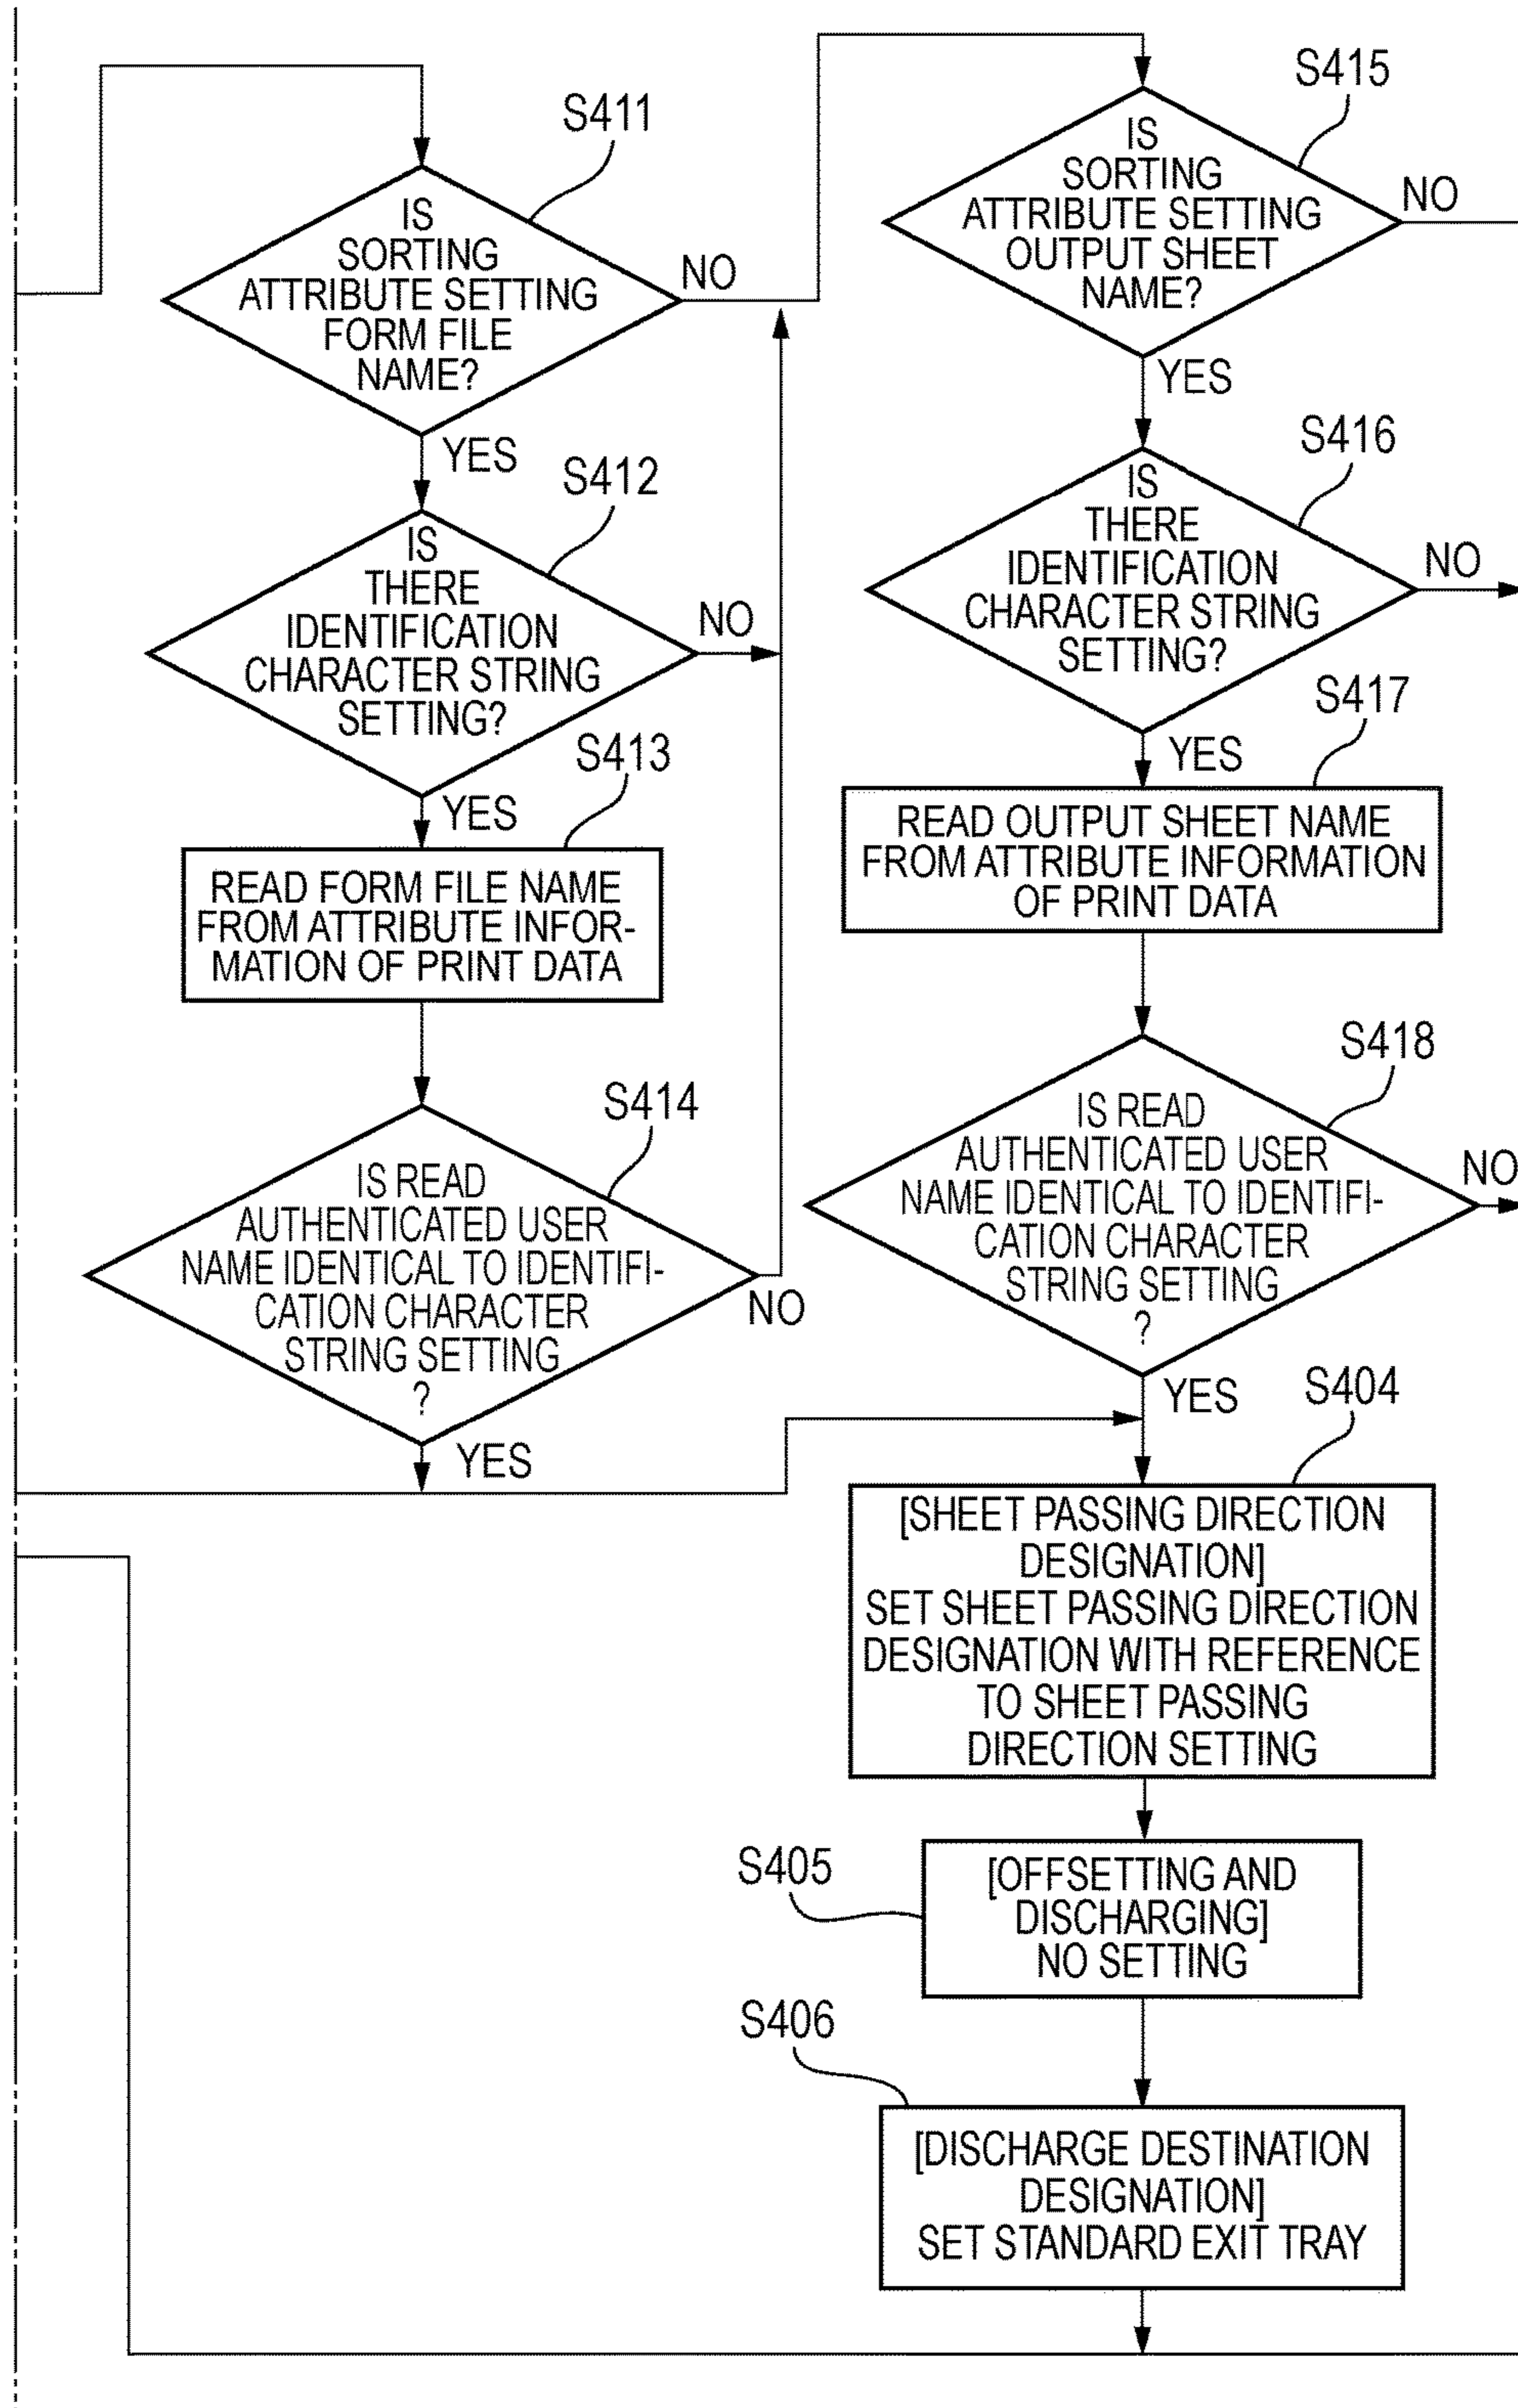 S411
IS
SORTING
ATTRIBUTE SETTING
FORM FILE
NAME?
NO
YES
S412
IS
THERE
IDENTIFICATION
CHARACTER STRING
SETTING?
NO
YES
S413
READ FORM FILE NAME
FROM ATTRIBUTE INFOR-
MATION OF PRINT DATA
S414
IS READ
AUTHENTICATED USER
NAME IDENTICAL TO IDENTIFI-
CATION CHARACTER
STRING SETTING
?
NO
YES
S415
IS
SORTING
ATTRIBUTE SETTING
OUTPUT SHEET
NAME?
NO
YES
S416
IS
THERE
IDENTIFICATION
CHARACTER STRING
SETTING?
NO
YES
S417
READ OUTPUT SHEET NAME
FROM ATTRIBUTE INFORMATION
OF PRINT DATA
S418
IS READ
AUTHENTICATED USER
NAME IDENTICAL TO IDENTIFI-
CATION CHARACTER
STRING SETTING
?
NO
YES
S404
[SHEET PASSING DIRECTION
DESIGNATION]
SET SHEET PASSING DIRECTION
DESIGNATION WITH REFERENCE
TO SHEET PASSING
DIRECTION SETTING
S405
[OFFSETTING AND
DISCHARGING]
NO SETTING
S406
[DISCHARGE DESTINATION
DESIGNATION]
SET STANDARD EXIT TRAY